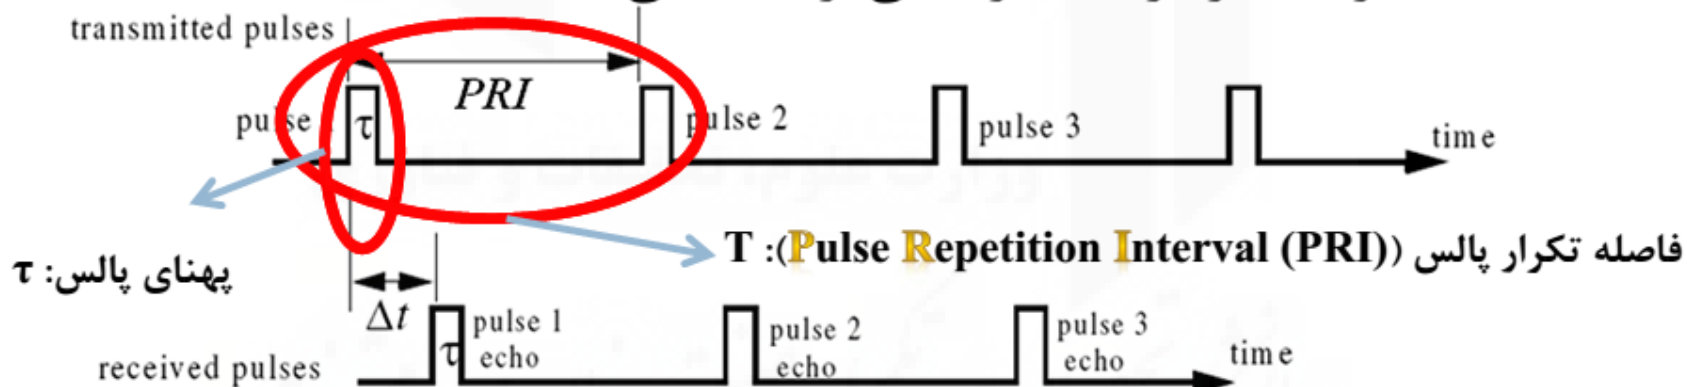 transmitted pulses
PRI
pulse τ pulse 2 pulse 3 time
فاصله تکرار پالس (Pulse Repetition Interval (PRI)): T
پهنای پالس: τ
Δt
τ pulse 1 echo pulse 2 echo pulse 3 echo time
received pulses